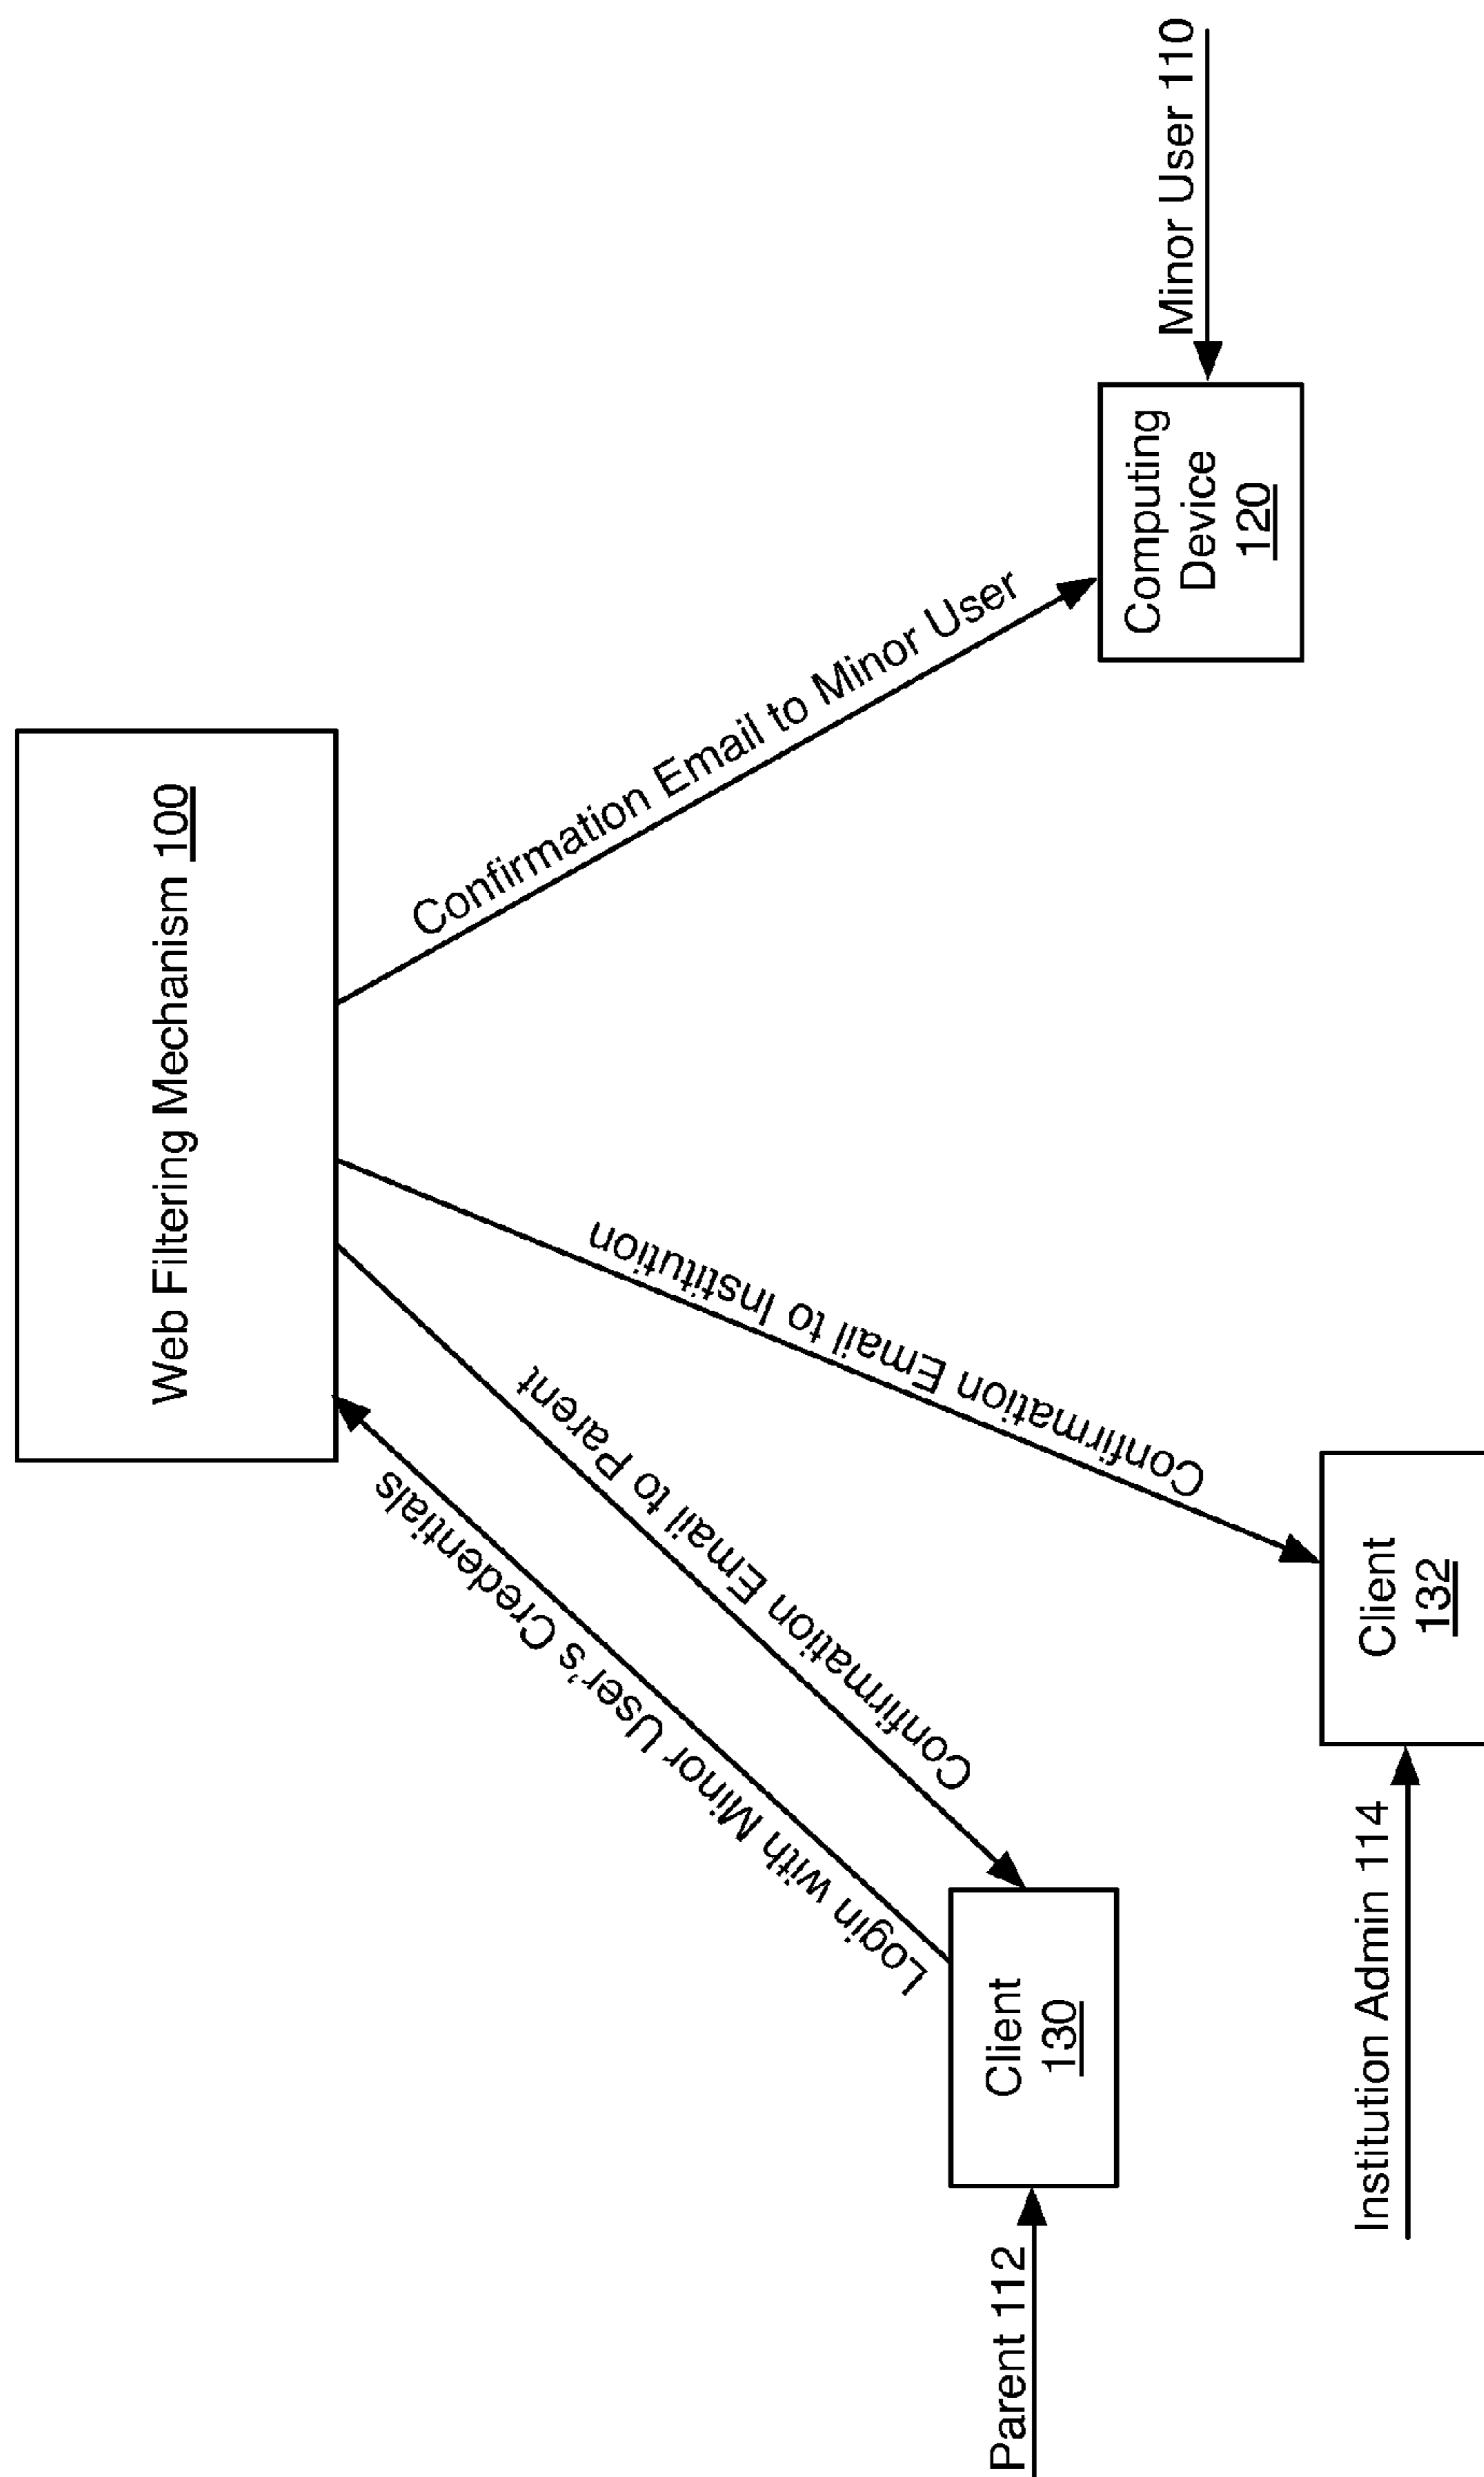 Web Filtering Mechanism 100
Login with Minor User's Credentials
Confirmation Email to Parent
Confirmation Email to Institution
Confirmation Email to Minor User
Parent 112
Client
130
Institution Admin 114
Client
132
Computing
Device
120
Minor User 110